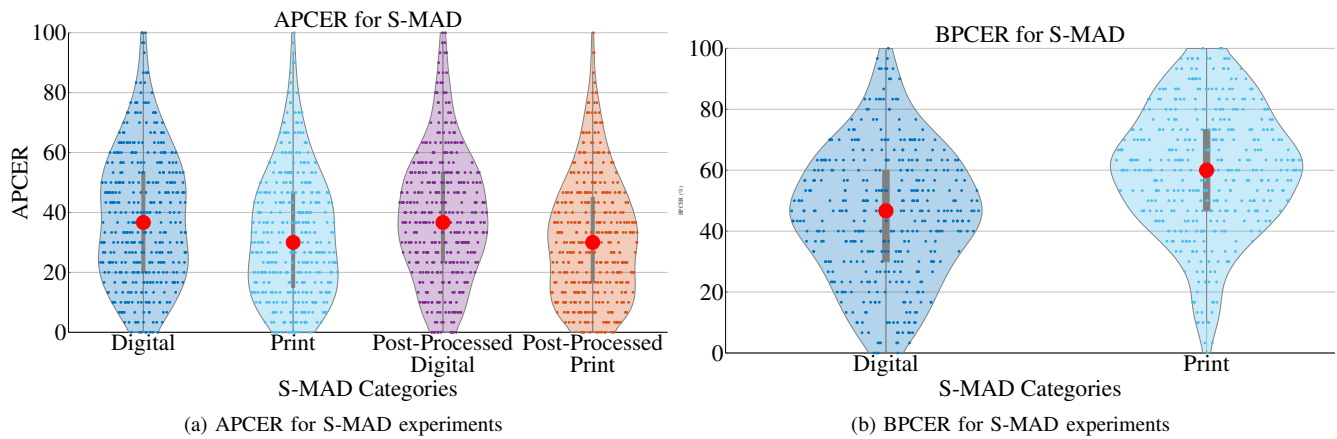 APCER for S-MAD
100
80
60
40
20
0
APCER
Digital
Print
Post-Processed
Digital
Post-Processed
Print
S-MAD Categories
(a) APCER for S-MAD experiments
BPCER for S-MAD
100
80
60
40
20
0
BPCER (%)
Digital
Print
S-MAD Categories
(b) BPCER for S-MAD experiments